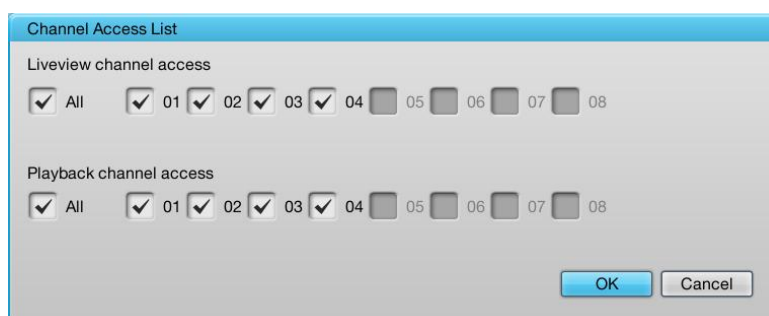 Channel Access List
Liveview channel access
All 01 02 03 04 05 06 07 08
Playback channel access
All 01 02 03 04 05 06 07 08
OK Cancel